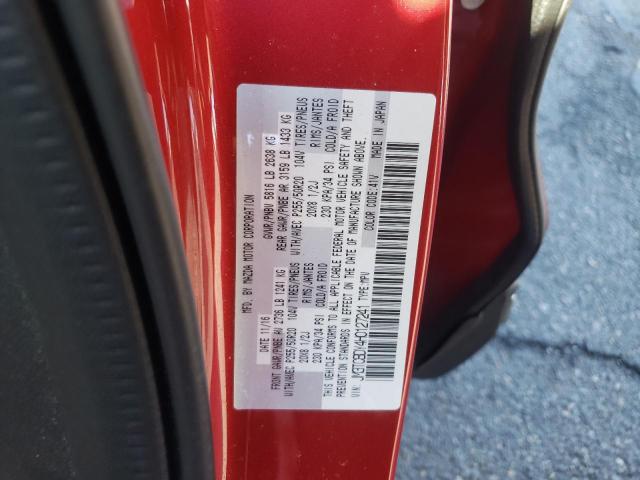 MFD. BY MAZDA MOTOR CORPORATION
DATE 11/16 GVWR/PNBV 5816 LB 2638 KG
FRONT GAWR/PNBE AV 2736 LB 1241 KG REAR GAWR/PNBE AR 3159 LB 1433 KG
WITH/AVEC P255/50R20 104V TIRES/PNEUS WITH/AVEC P255/50R20 104V TIRES/PNEUS
20X8 1/2J RIMS/JANTES 20X8 1/2J RIMS/JANTES
230 KPA/34 PSI COLD/A FROID 230 KPA/34 PSI COLD/A FROID
THIS VEHICLE CONFORMS TO ALL APPLICABLE FEDERAL MOTOR VEHICLE SAFETY AND THEFT
PREVENTION STANDARDS IN EFFECT ON THE DATE OF MANUFACTURE SHOWN ABOVE.
COLOR CODE:41V MADE IN JAPAN
VIN: JM3TCBDY4H0127241 TYPE:MPV